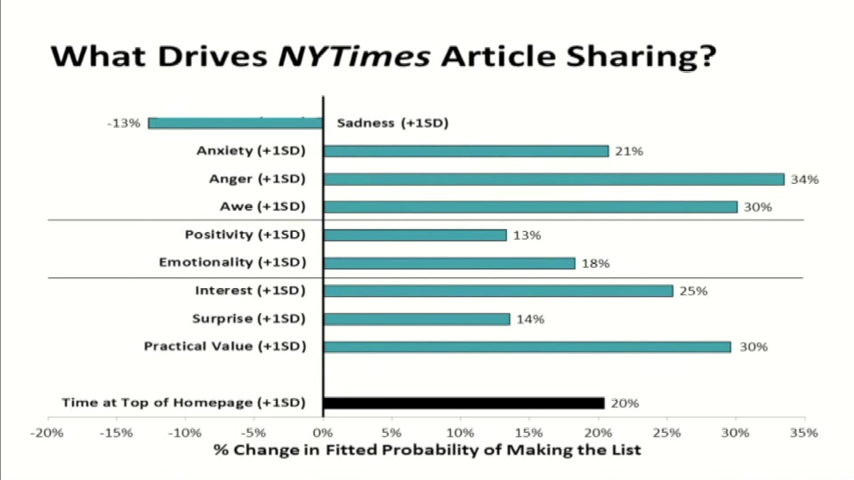 What Drives NYTimes Article Sharing?
-13% Sadness (+1SD)
Anxiety (+1SD) 21%
Anger (+1SD) 34%
Awe (+1SD) 30%
Positivity (+1SD) 13%
Emotionality (+1SD) 18%
Interest (+1SD) 25%
Surprise (+1SD) 14%
Practical Value (+1SD) 30%
Time at Top of Homepage (+1SD) 20%
-20% -15% -10% -5% 0% 5% 10% 15% 20% 25% 30% 35%
% Change in Fitted Probability of Making the List